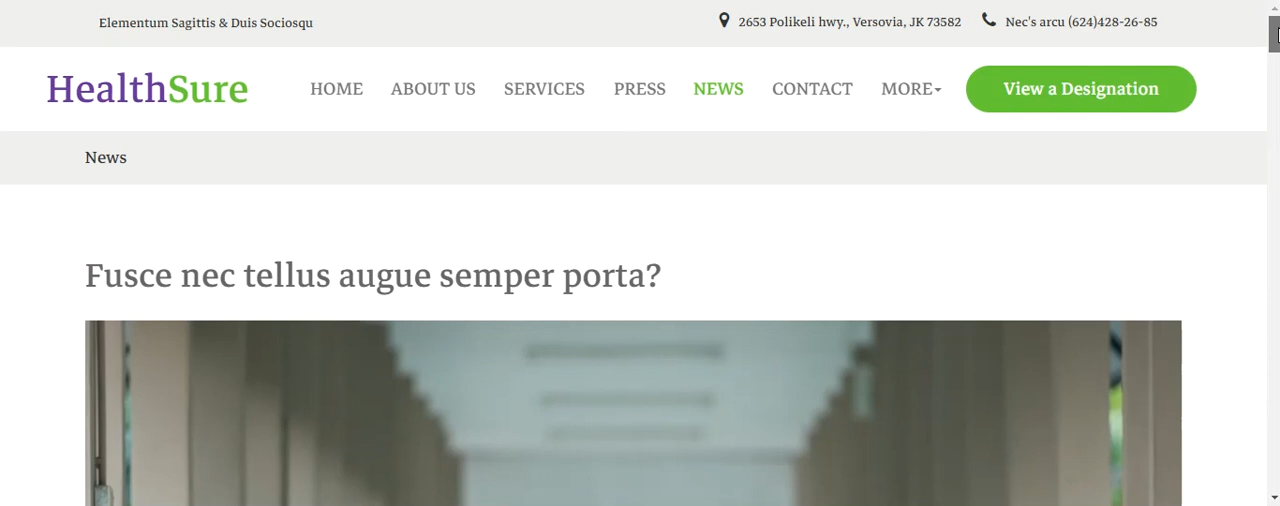 Elementum Sagittis & Duis Sociosqu
2653 Polikeli hwy., Versovia, JK 73582
Nec's arcu (624)428-26-85
HealthSure
HOME
ABOUT US
SERVICES
PRESS
NEWS
CONTACT
MORE
View a Designation
News
Fusce nec tellus augue semper porta?